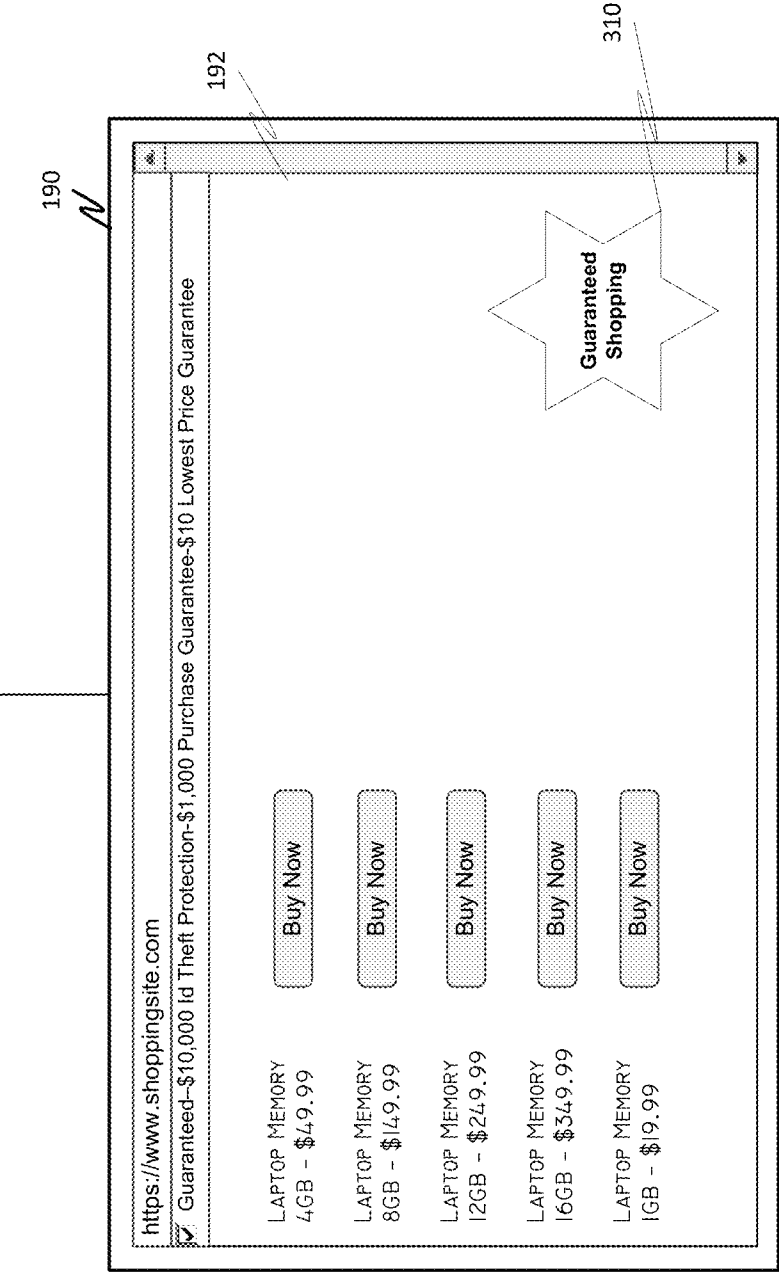 190
192
https://www.shoppingsite.com
Guaranteed--$10,000 Id Theft Protection-$1,000 Purchase Guarantee-$10 Lowest Price Guarantee
LAPTOP MEMORY
4GB - $49.99
Buy Now
LAPTOP MEMORY
8GB - $149.99
Buy Now
LAPTOP MEMORY
12GB - $249.99
Buy Now
LAPTOP MEMORY
16GB - $349.99
Buy Now
LAPTOP MEMORY
1GB - $19.99
Buy Now
Guaranteed
Shopping
310